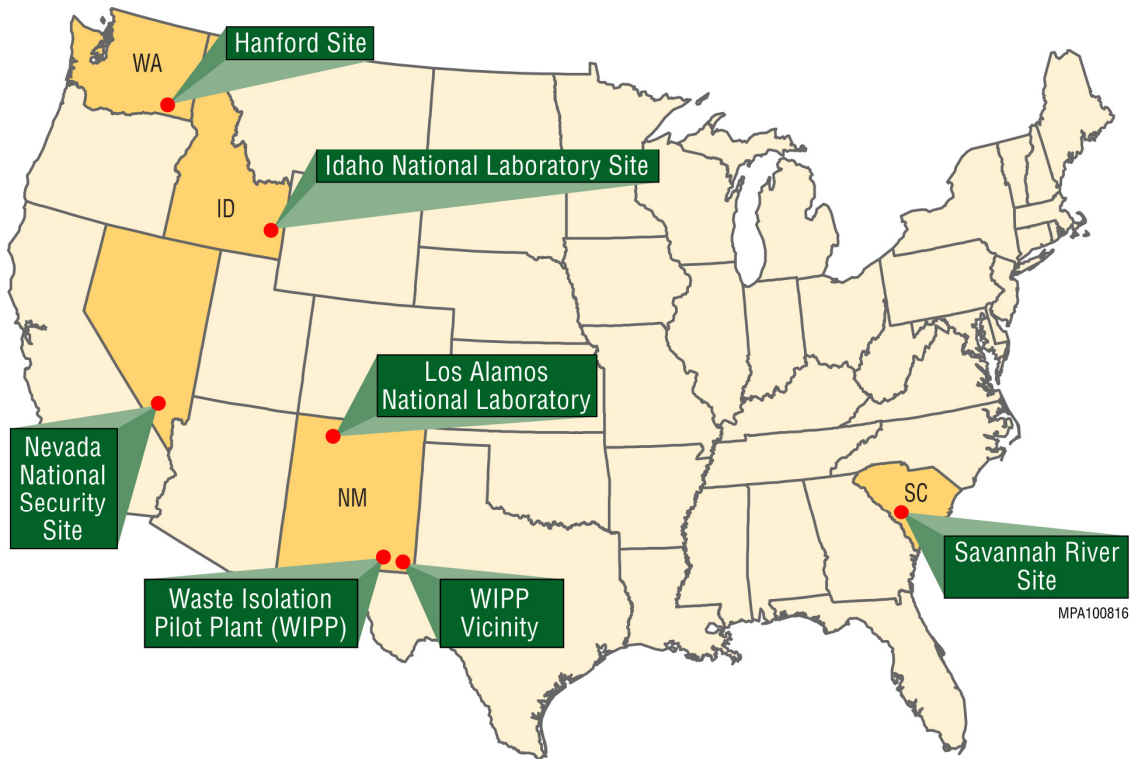 Hanford Site
WA
Idaho National Laboratory Site
ID
Los Alamos
National Laboratory
Nevada
National
Security
Site
NM
SC
Savannah River
Site
Waste Isolation
Pilot Plant (WIPP)
WIPP
Vicinity
MPA100816